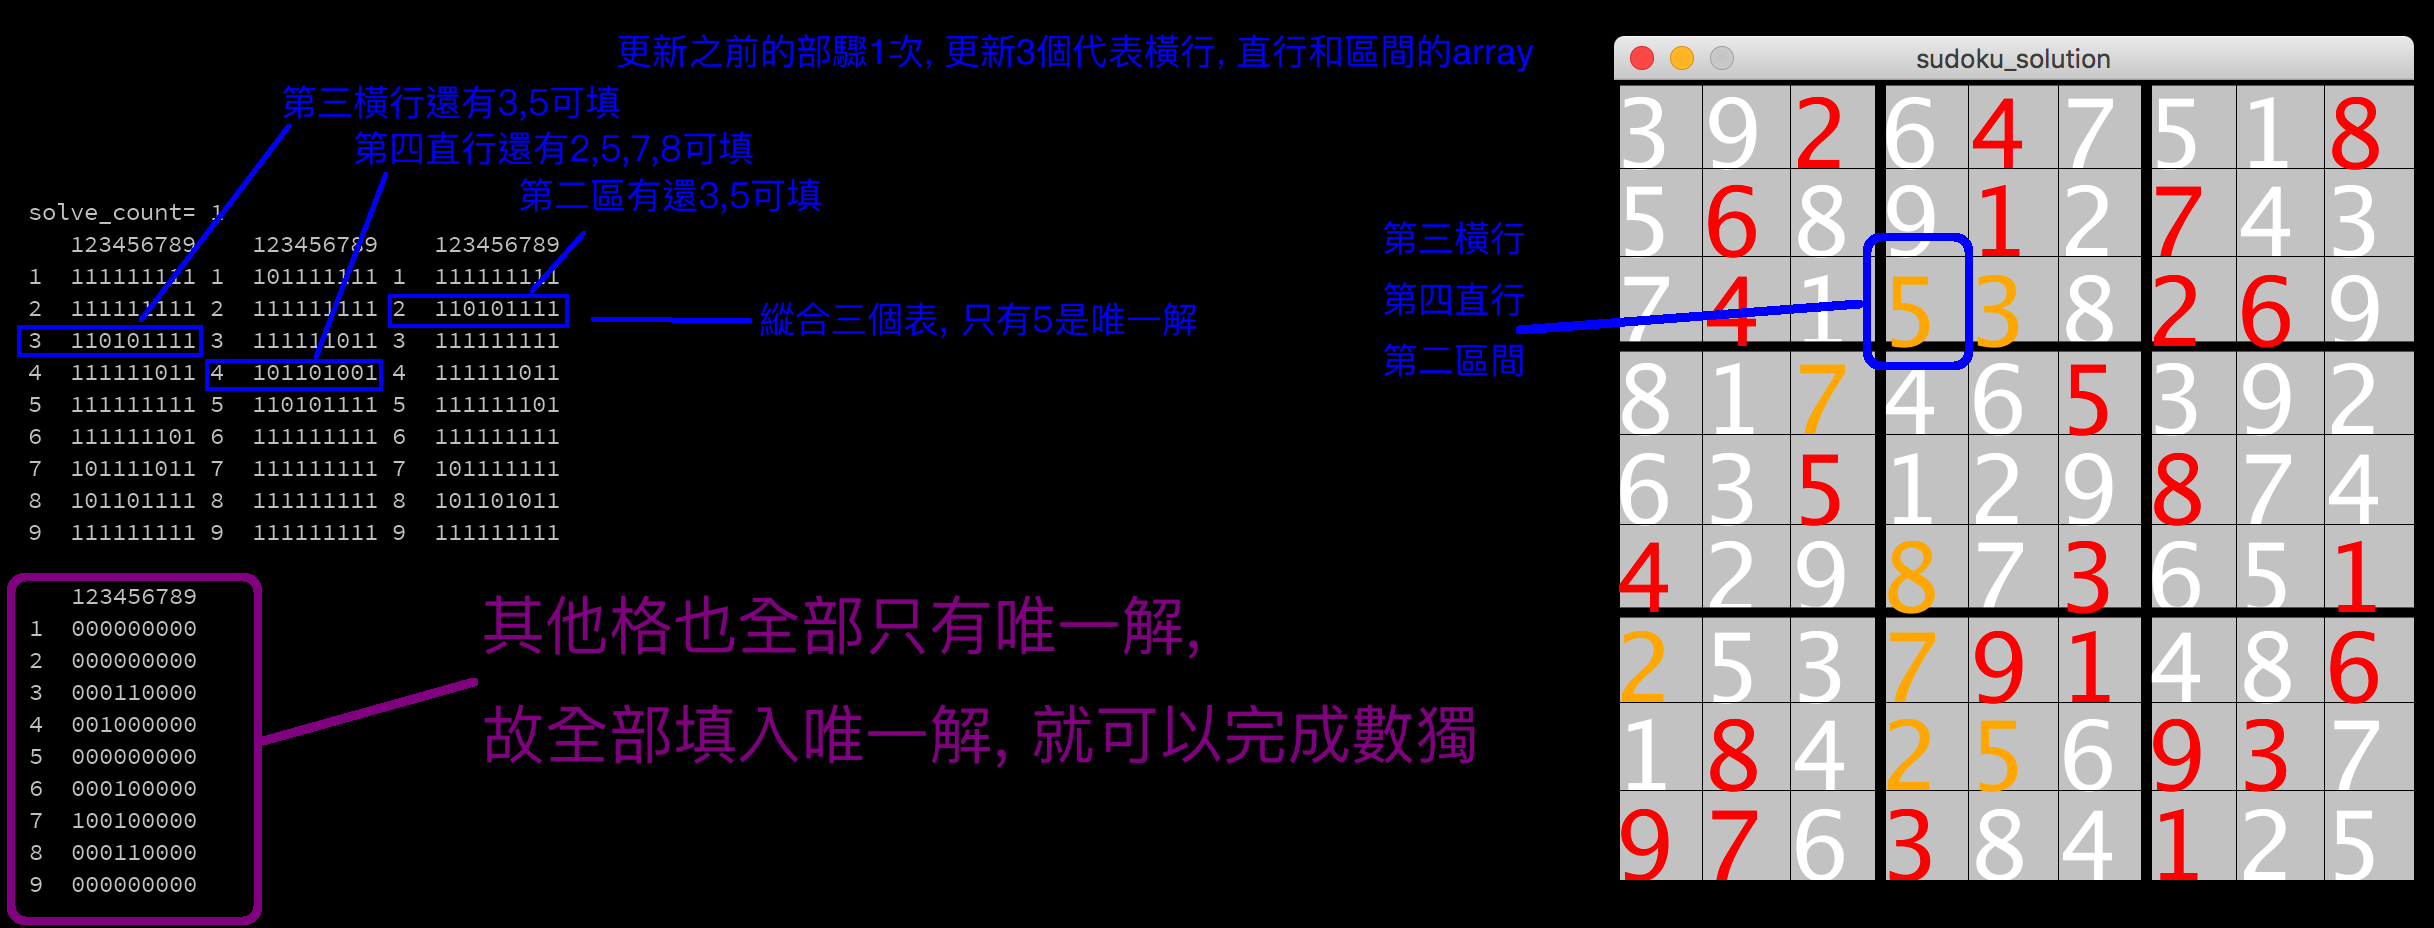 更新之前的部驟1次, 更新3個代表橫行, 直行和區間的array
第三橫行還有3,5可填
第四直行還有2,5,7,8可填
第二區有還3,5可填
solve_count= 1
123456789 123456789 123456789
1 111111111 1 101111111 1 111111111
2 111111111 2 111111111 2 110101111
3 110101111 3 111111011 3 111111111
4 111111011 4 101101001 4 111111011
5 111111111 5 110101111 5 111111101
6 111111101 6 111111111 6 111111111
7 101111011 7 111111111 7 101111111
8 101101111 8 111111111 8 101101011
9 111111111 9 111111111 9 111111111
縱合三個表, 只有5是唯一解
第三橫行
第四直行
第二區間
123456789
1 000000000
2 000000000
3 000110000
4 001000000
5 000000000
6 000100000
7 100100000
8 000110000
9 000000000
其他格也全部只有唯一解,
故全部填入唯一解, 就可以完成數獨
sudoku_solution
3 9 2 6 4 7 5 1 8
5 6 8 9 1 2 7 4 3
7 4 1 5 3 8 2 6 9
8 1 7 4 6 5 3 9 2
6 3 5 1 2 9 8 7 4
4 2 9 8 7 3 6 5 1
2 5 3 7 9 1 4 8 6
1 8 4 2 5 6 9 3 7
9 7 6 3 8 4 1 2 5